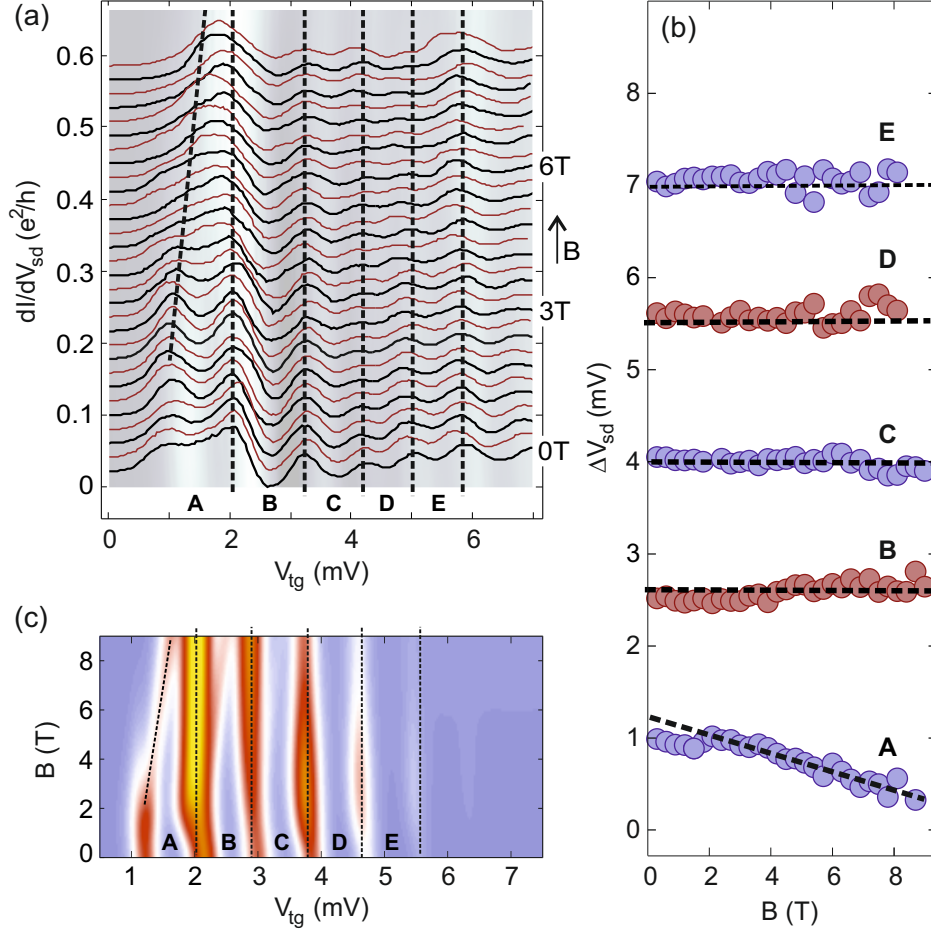 (a)
dI/dV_sd (e²/h)
0.6
0.5
0.4
0.3
0.2
0.1
0
6T
B
3T
0T
A B C D E
0 2 4 6
V_tg (mV)
(b)
ΔV_sd (mV)
8
7
6
5
4
3
2
1
0
E
D
C
B
A
0 2 4 6 8
B (T)
(c)
B (T)
8
6
4
2
0
A B C D E
1 2 3 4 5 6 7
V_tg (mV)